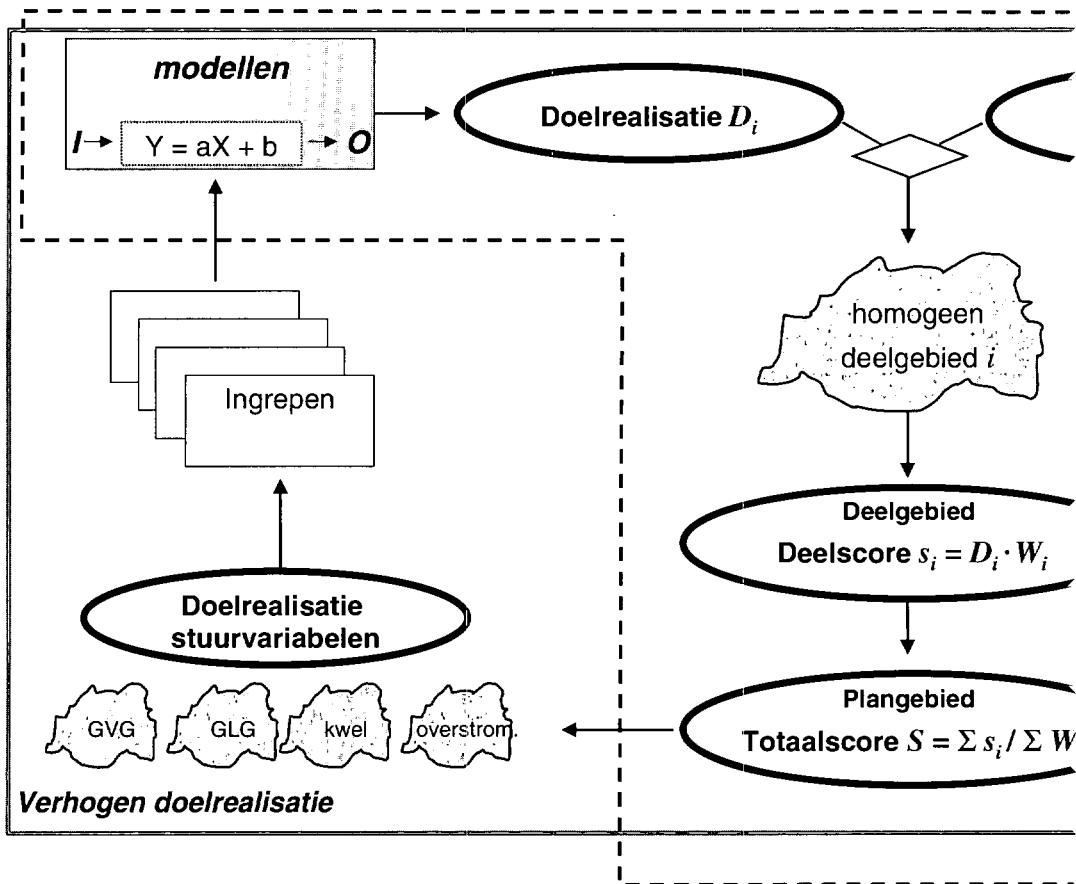 modellen
I Y = aX + b O
Doelrealisatie D_i
homogeen
deelgebied i
Ingrepen
Deelgebied
Deelscore s_i = D_i · W_i
Doelrealisatie
stuurvariabelen
Plangebied
Totaalscore S = Σ s_i / Σ W
GVG GLG kwel overstrom.
Verhogen doelrealisatie